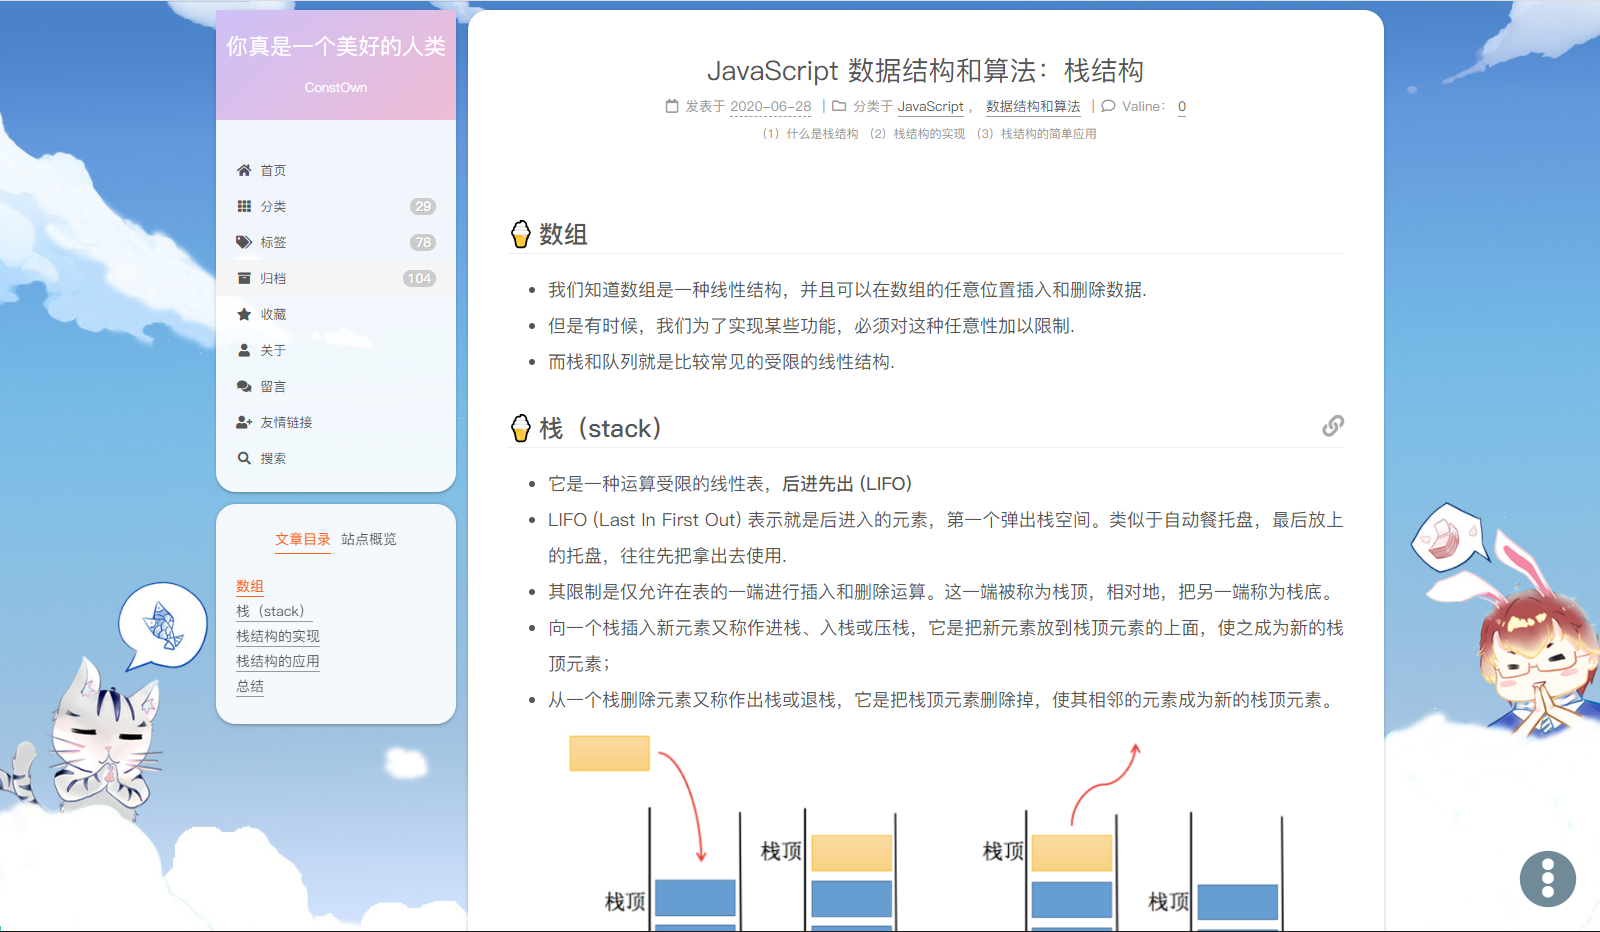 你真是一个美好的人类
ConstOwn
首页
分类 29
标签 78
归档 104
收藏
关于
留言
友情链接
搜索
文章目录 站点概览
数组
栈（stack）
栈结构的实现
栈结构的应用
总结
JavaScript 数据结构和算法：栈结构
发表于 2020-06-28 | 分类于 JavaScript ， 数据结构和算法 | Valine： 0
（1）什么是栈结构 （2）栈结构的实现 （3）栈结构的简单应用
数组
我们知道数组是一种线性结构，并且可以在数组的任意位置插入和删除数据.
但是有时候，我们为了实现某些功能，必须对这种任意性加以限制.
而栈和队列就是比较常见的受限的线性结构.
栈（stack）
它是一种运算受限的线性表，后进先出 (LIFO)
LIFO (Last In First Out) 表示就是后进入的元素，第一个弹出栈空间。类似于自动餐托盘，最后放上
的托盘，往往先把拿出去使用.
其限制是仅允许在表的一端进行插入和删除运算。这一端被称为栈顶，相对地，把另一端称为栈底。
向一个栈插入新元素又称作进栈、入栈或压栈，它是把新元素放到栈顶元素的上面，使之成为新的栈
顶元素；
从一个栈删除元素又称作出栈或退栈，它是把栈顶元素删除掉，使其相邻的元素成为新的栈顶元素。
栈顶
栈顶
栈顶
栈顶